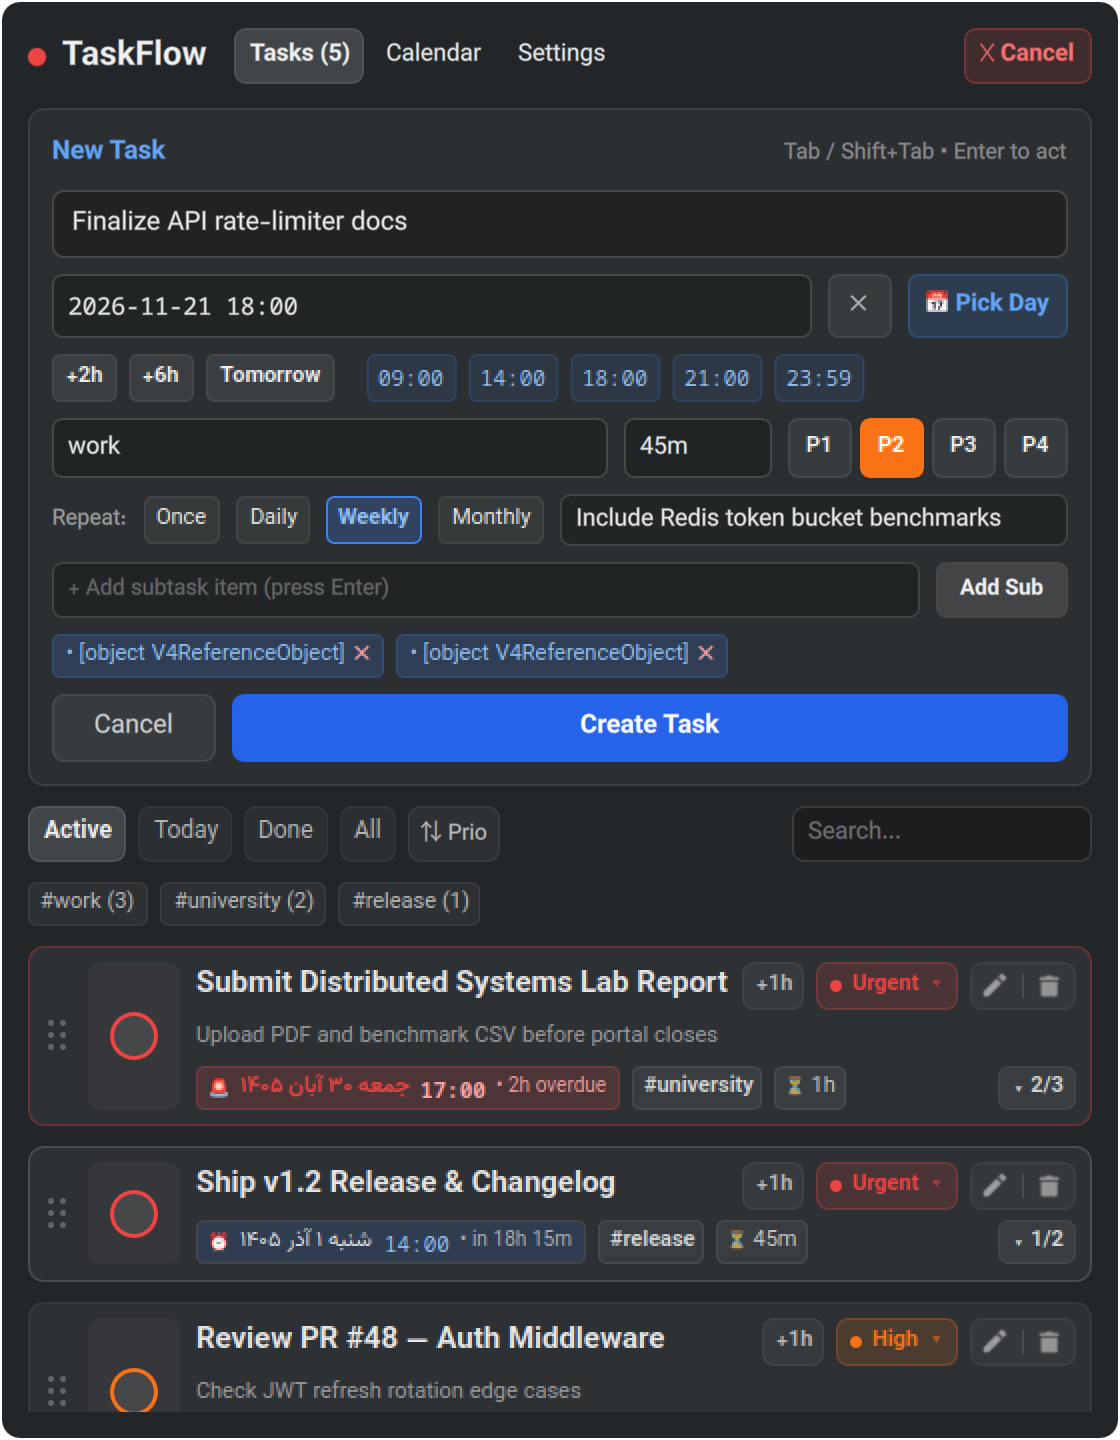 TaskFlow Tasks (5) Calendar Settings X Cancel
New Task Tab / Shift+Tab • Enter to act
Finalize API rate-limiter docs
2026-11-21 18:00 × 📅 Pick Day
+2h +6h Tomorrow 09:00 14:00 18:00 21:00 23:59
work 45m P1 P2 P3 P4
Repeat: Once Daily Weekly Monthly Include Redis token bucket benchmarks
+ Add subtask item (press Enter) Add Sub
• [object V4ReferenceObject] ✕ • [object V4ReferenceObject] ✕
Cancel Create Task
Active Today Done All ⇅ Prio Search...
#work (3) #university (2) #release (1)
Submit Distributed Systems Lab Report +1h ● Urgent ▾
Upload PDF and benchmark CSV before portal closes
🚨 جمعه ۳۰ آبان ۱۴۰۵ 17:00 • 2h overdue #university ⏳ 1h ▾ 2/3
Ship v1.2 Release & Changelog +1h ● Urgent ▾
⏰ شنبه ۱ آذر ۱۴۰۵ 14:00 • in 18h 15m #release ⏳ 45m ▾ 1/2
Review PR #48 — Auth Middleware +1h ● High ▾
Check JWT refresh rotation edge cases